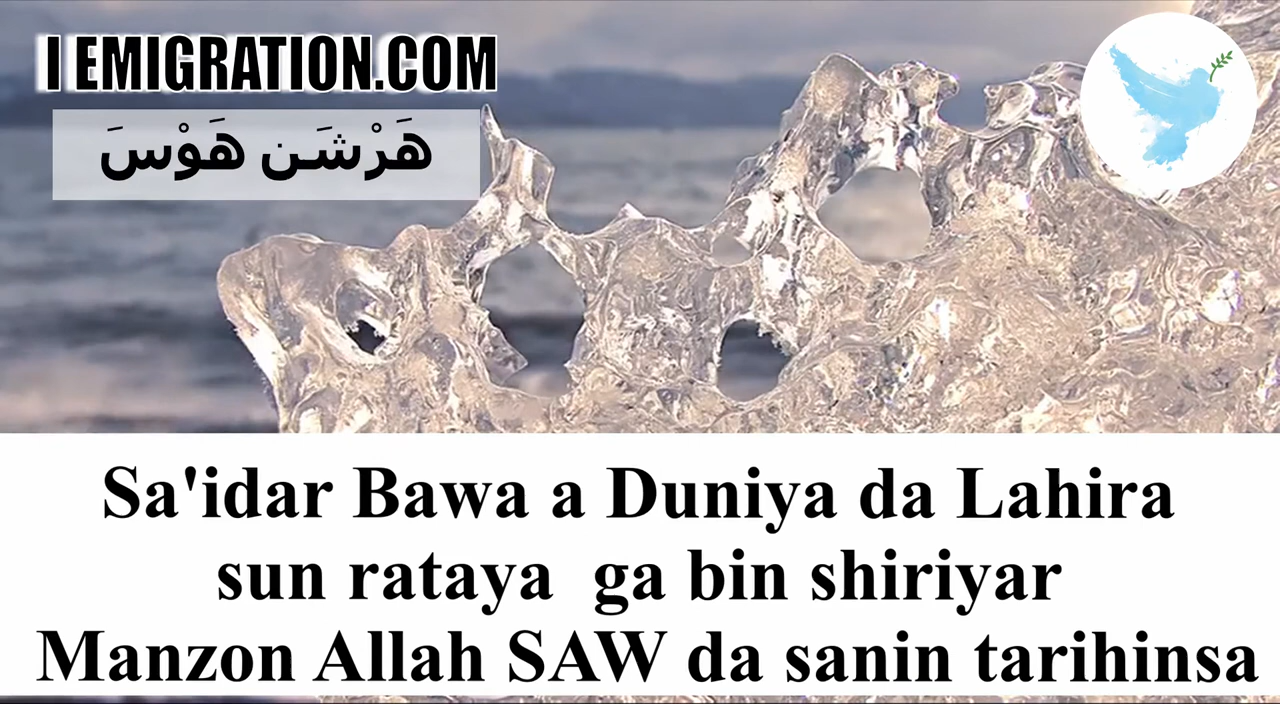 I EMIGRATION.COM
هَرْشَن هَوْسَ
Sa'idar Bawa a Duniya da Lahira
sun rataya ga bin shiriyar
Manzon Allah SAW da sanin tarihinsa